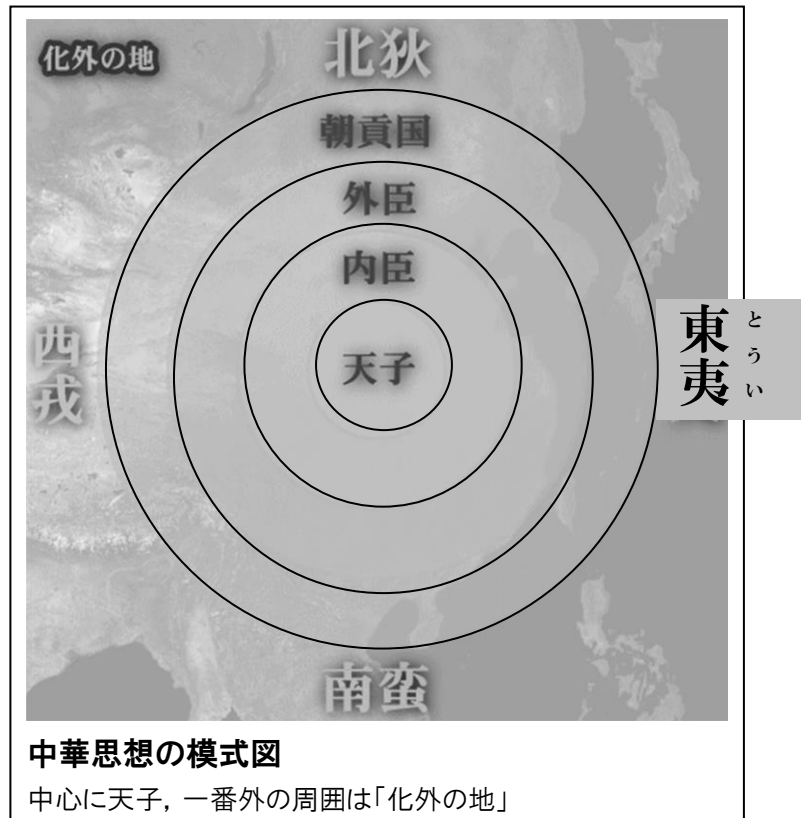 化外の地
北狄
朝貢国
外臣
内臣
天子
西戎
東夷
とうい
南蛮
中華思想の模式図
中心に天子，一番外の周囲は「化外の地」